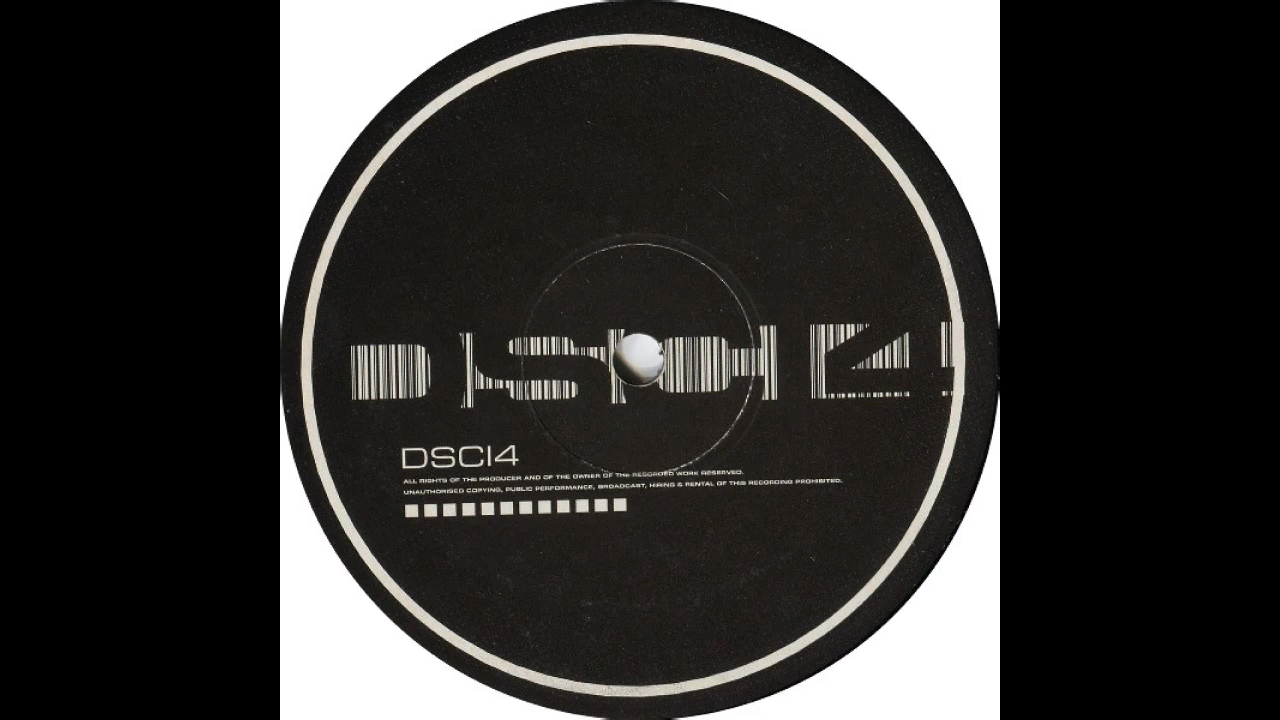 DSCI4
DSCI4
ALL RIGHTS OF THE PRODUCER AND OF THE OWNER OF THE RECORDED WORK RESERVED.
UNAUTHORISED COPYING, PUBLIC PERFORMANCE, BROADCAST, HIRING & RENTAL OF THIS RECORDING PROHIBITED.